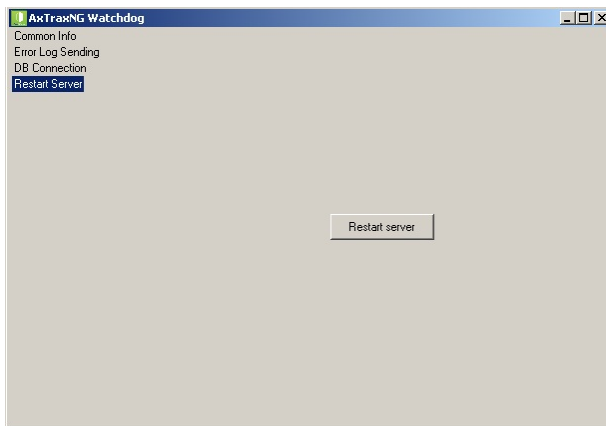 AxTraxNG Watchdog
Common Info
Error Log Sending
DB Connection
Restart Server
Restart server